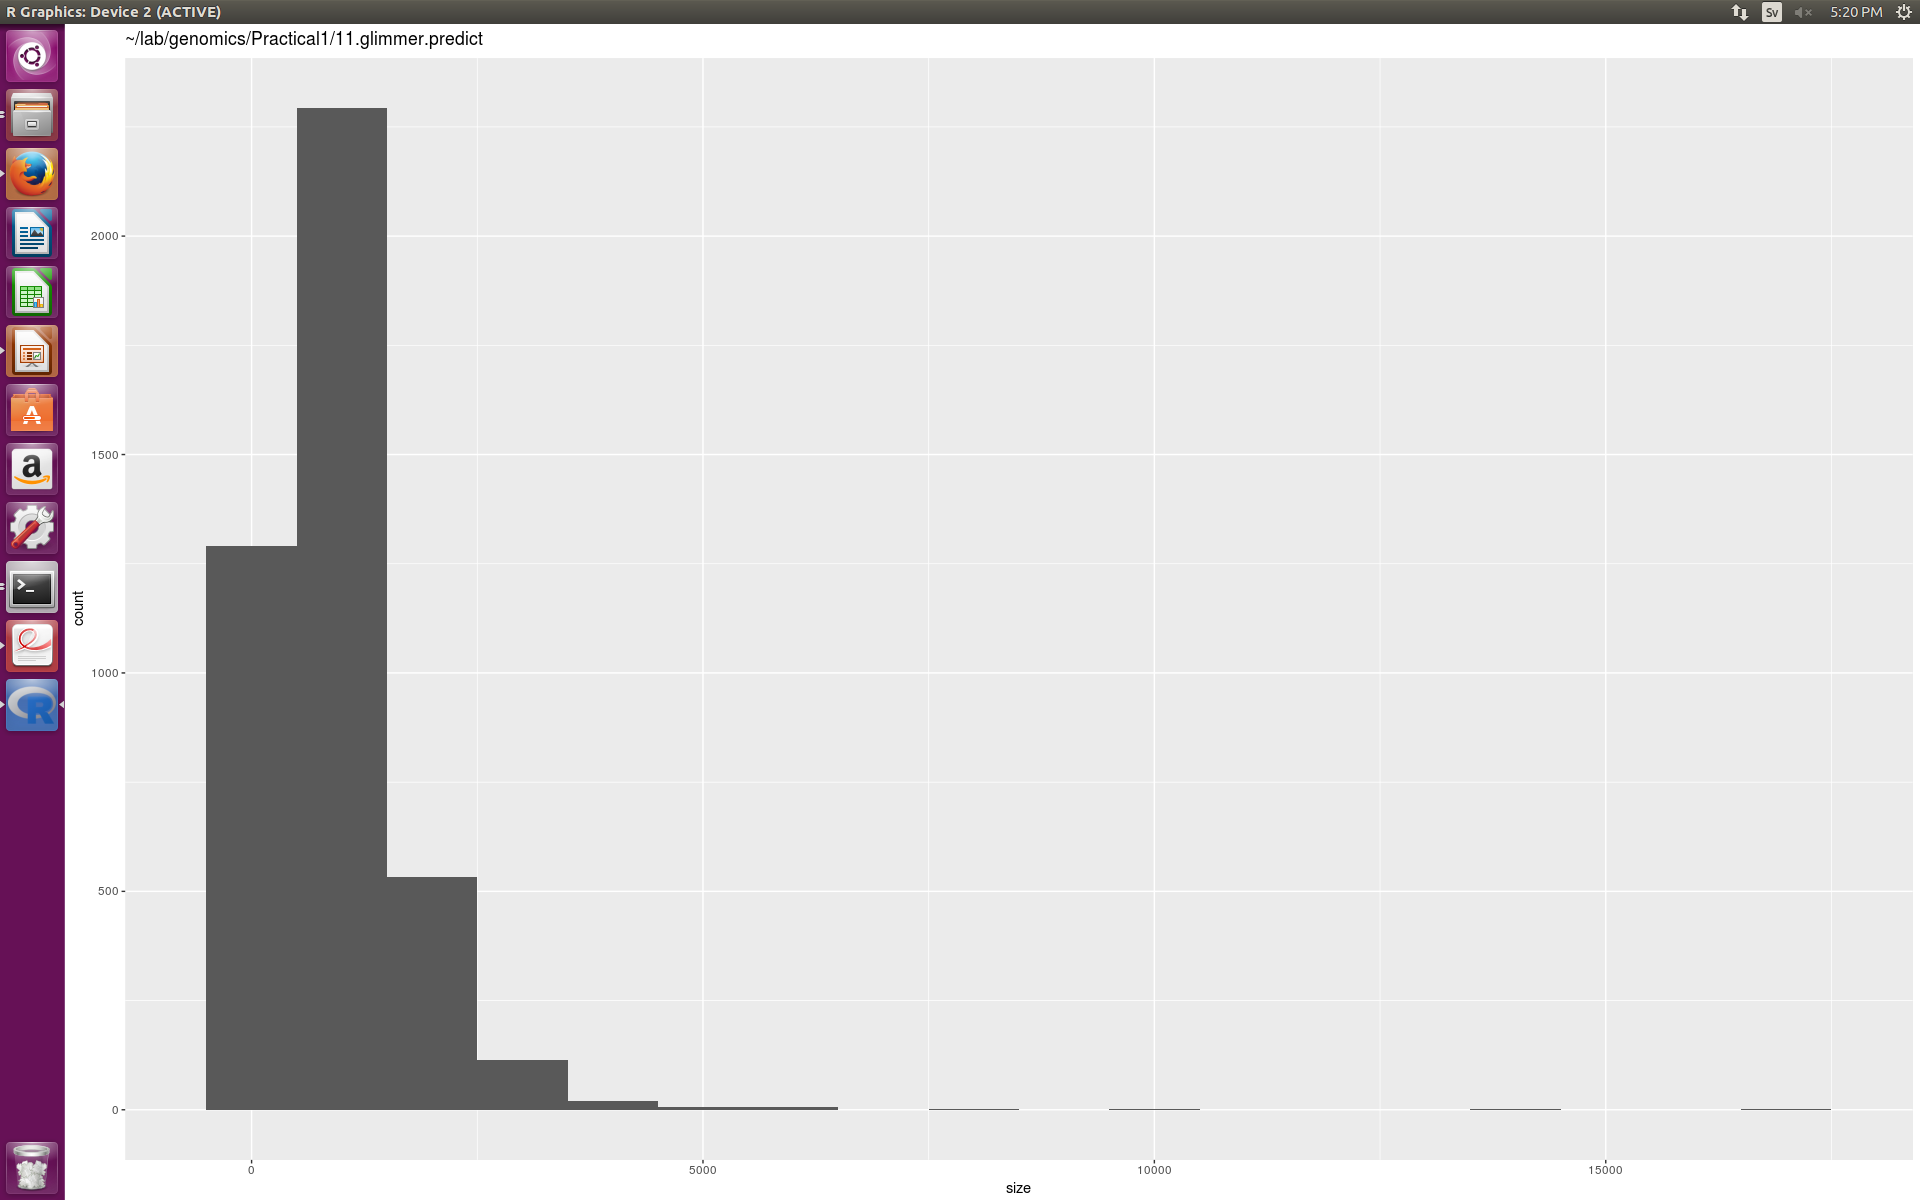 R Graphics: Device 2 (ACTIVE)
Sv
5:20 PM
~/lab/genomics/Practical1/11.glimmer.predict
2000
1500
1000
500
0
count
0
5000
10000
15000
size
A
a
>_
R